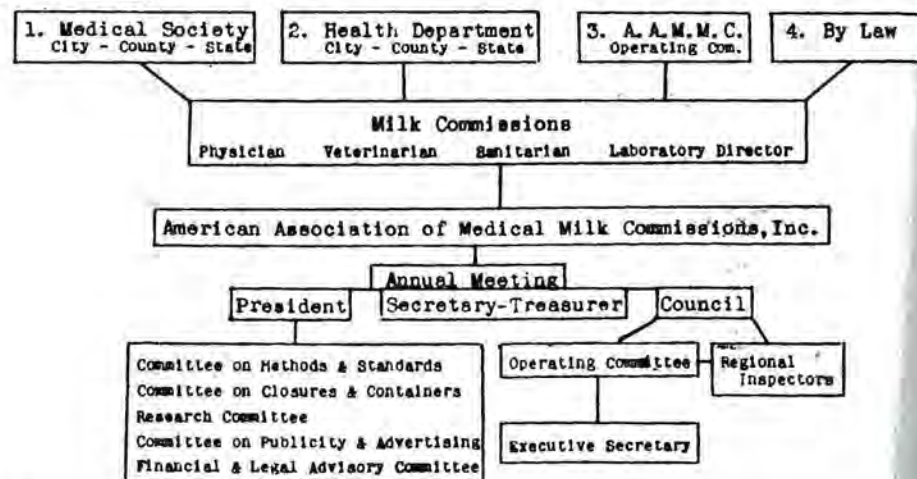 1. Medical Society
City - County - State
2. Health Department
City - County - State
3. A.A.M.M.C.
Operating Com.
4. By Law
Milk Commissions
Physician Veterinarian Sanitarian Laboratory Director
American Association of Medical Milk Commissions, Inc.
Annual Meeting
President
Secretary-Treasurer
Council
Committee on Methods & Standards
Committee on Closures & Containers
Research Committee
Committee on Publicity & Advertising
Financial & Legal Advisory Committee
Operating Committee
Regional
Inspectors
Executive Secretary